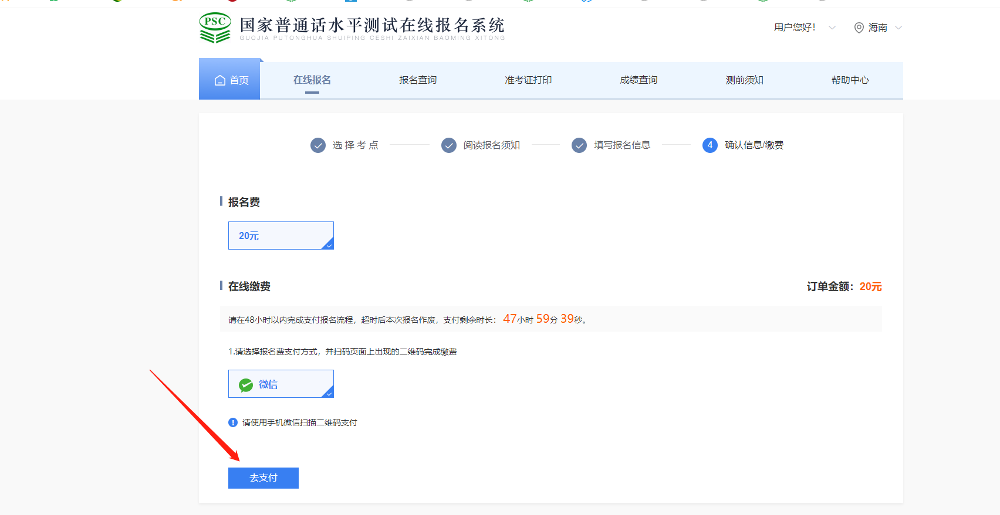 PSC
国家普通话水平测试在线报名系统
GUOJIA PUTONGHUA SHUIPING CESHI ZAIXIAN BAOMING XITONG
用户您好!
海南
首页
在线报名
报名查询
准考证打印
成绩查询
测前须知
帮助中心
选择考点
阅读报名须知
填写报名信息
4 确认信息/缴费
报名费
20元
在线缴费
订单金额：20元
请在48小时以内完成支付报名流程，超时后本次报名作废，支付剩余时长： 47小时 59分 39秒。
1.请选择报名费支付方式，并扫码页面上出现的二维码完成缴费
微信
请使用手机微信扫描二维码支付
去支付